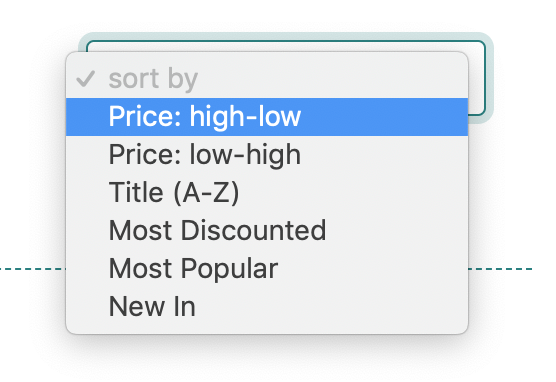 sort by
Price: high-low
Price: low-high
Title (A-Z)
Most Discounted
Most Popular
New In